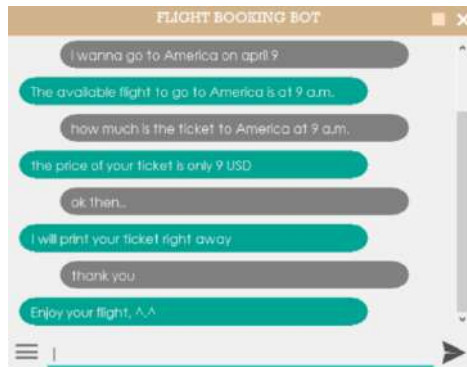 FLIGHT BOOKING BOT
I wanna go to America on april 9
The available flight to go to America is at 9 a.m.
how much is the ticket to America at 9 a.m.
the price of your ticket is only 9 USD
ok then..
I will print your ticket right away
thank you
Enjoy your flight, ^.^